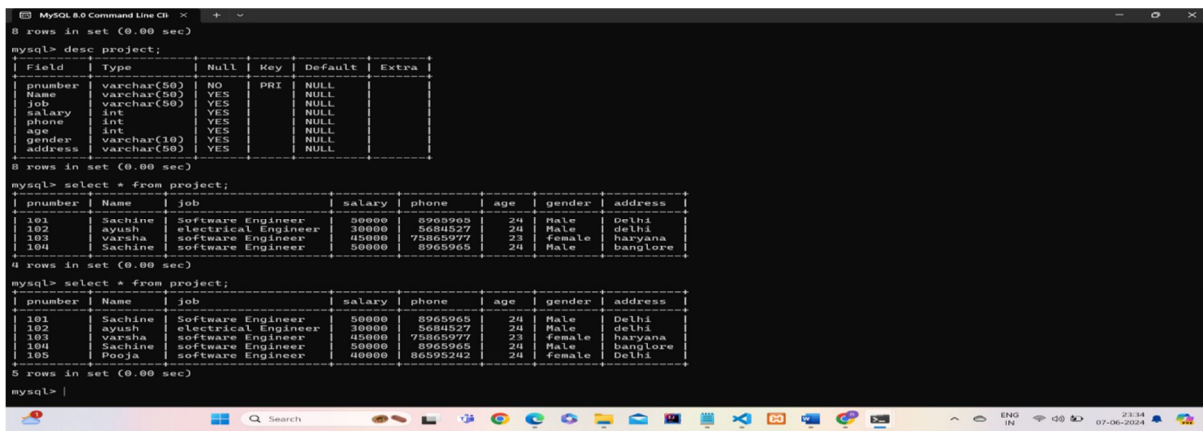 MySQL 8.0 Command Line Cli
8 rows in set (0.00 sec)
mysql> desc project;
| Field | Type | Null | Key | Default | Extra |
| pnumber | varchar(50) | NO | PRI | NULL | |
| Name | varchar(50) | YES | | NULL | |
| job | varchar(50) | YES | | NULL | |
| salary | int | YES | | NULL | |
| phone | int | YES | | NULL | |
| age | int | YES | | NULL | |
| gender | varchar(10) | YES | | NULL | |
| address | varchar(50) | YES | | NULL | |
8 rows in set (0.00 sec)
mysql> select * from project;
| pnumber | Name | job | salary | phone | age | gender | address |
| 101 | Sachine | Software Engineer | 50000 | 8965965 | 24 | Male | Delhi |
| 102 | ayush | electrical Engineer | 30000 | 5684527 | 24 | Male | delhi |
| 103 | varsha | software Engineer | 45000 | 75865977 | 23 | female | haryana |
| 104 | Sachine | software Engineer | 50000 | 8965965 | 24 | Male | banglore |
4 rows in set (0.00 sec)
mysql> select * from project;
| pnumber | Name | job | salary | phone | age | gender | address |
| 101 | Sachine | Software Engineer | 50000 | 8965965 | 24 | Male | Delhi |
| 102 | ayush | electrical Engineer | 30000 | 5684527 | 24 | Male | delhi |
| 103 | varsha | software Engineer | 45000 | 75865977 | 23 | female | haryana |
| 104 | Sachine | software Engineer | 50000 | 8965965 | 24 | Male | banglore |
| 105 | Pooja | software Engineer | 40000 | 86595242 | 24 | female | Delhi |
5 rows in set (0.00 sec)
mysql>
Search
ENG
IN
23:34
07-06-2024